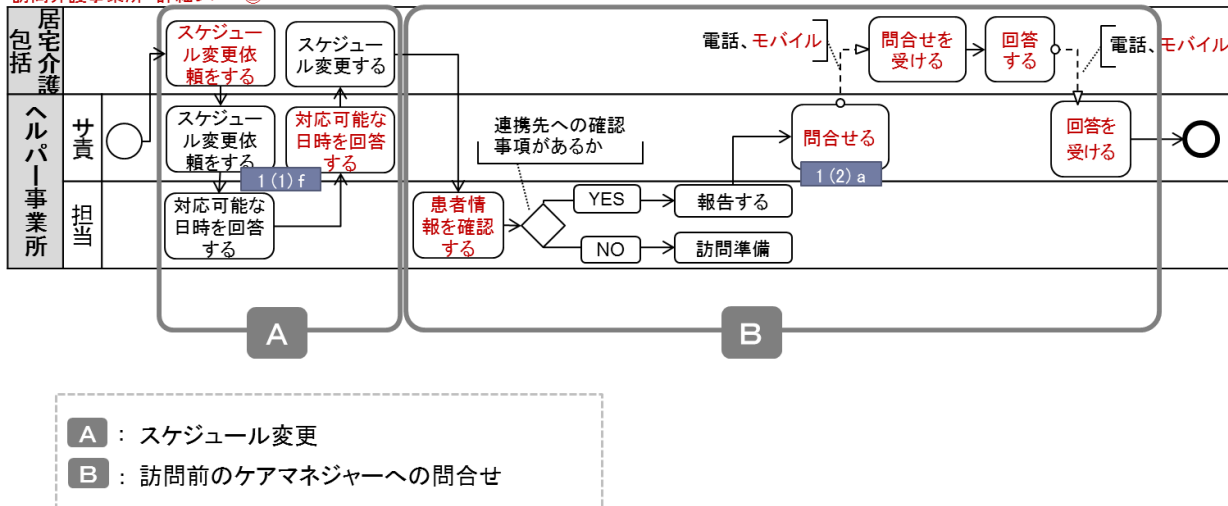 居宅介護
包括
スケジュー
ル変更依
頼をする
スケジュー
ル変更する
電話、モバイル
問合せを
受ける
回答
する
電話、モバイル
ヘルパー事業所
サ責
スケジュー
ル変更依
頼をする
対応可能な
日時を回答
する
1(1)f
連携先への確認
事項があるか
問合せる
1(2)a
回答を
受ける
担当
対応可能な
日時を回答
する
患者情
報を確認
する
YES
報告する
NO
訪問準備
A
B
A : スケジュール変更
B : 訪問前のケアマネジャーへの問合せ